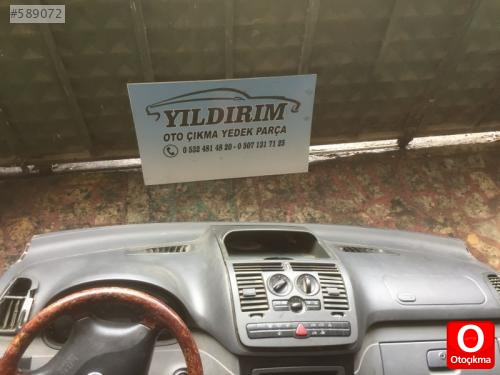 #589072
YILDIRIM
OTO ÇIKMA YEDEK PARÇA
0 532 481 48 20 - 0 507 131 71 23
Otoçıkma